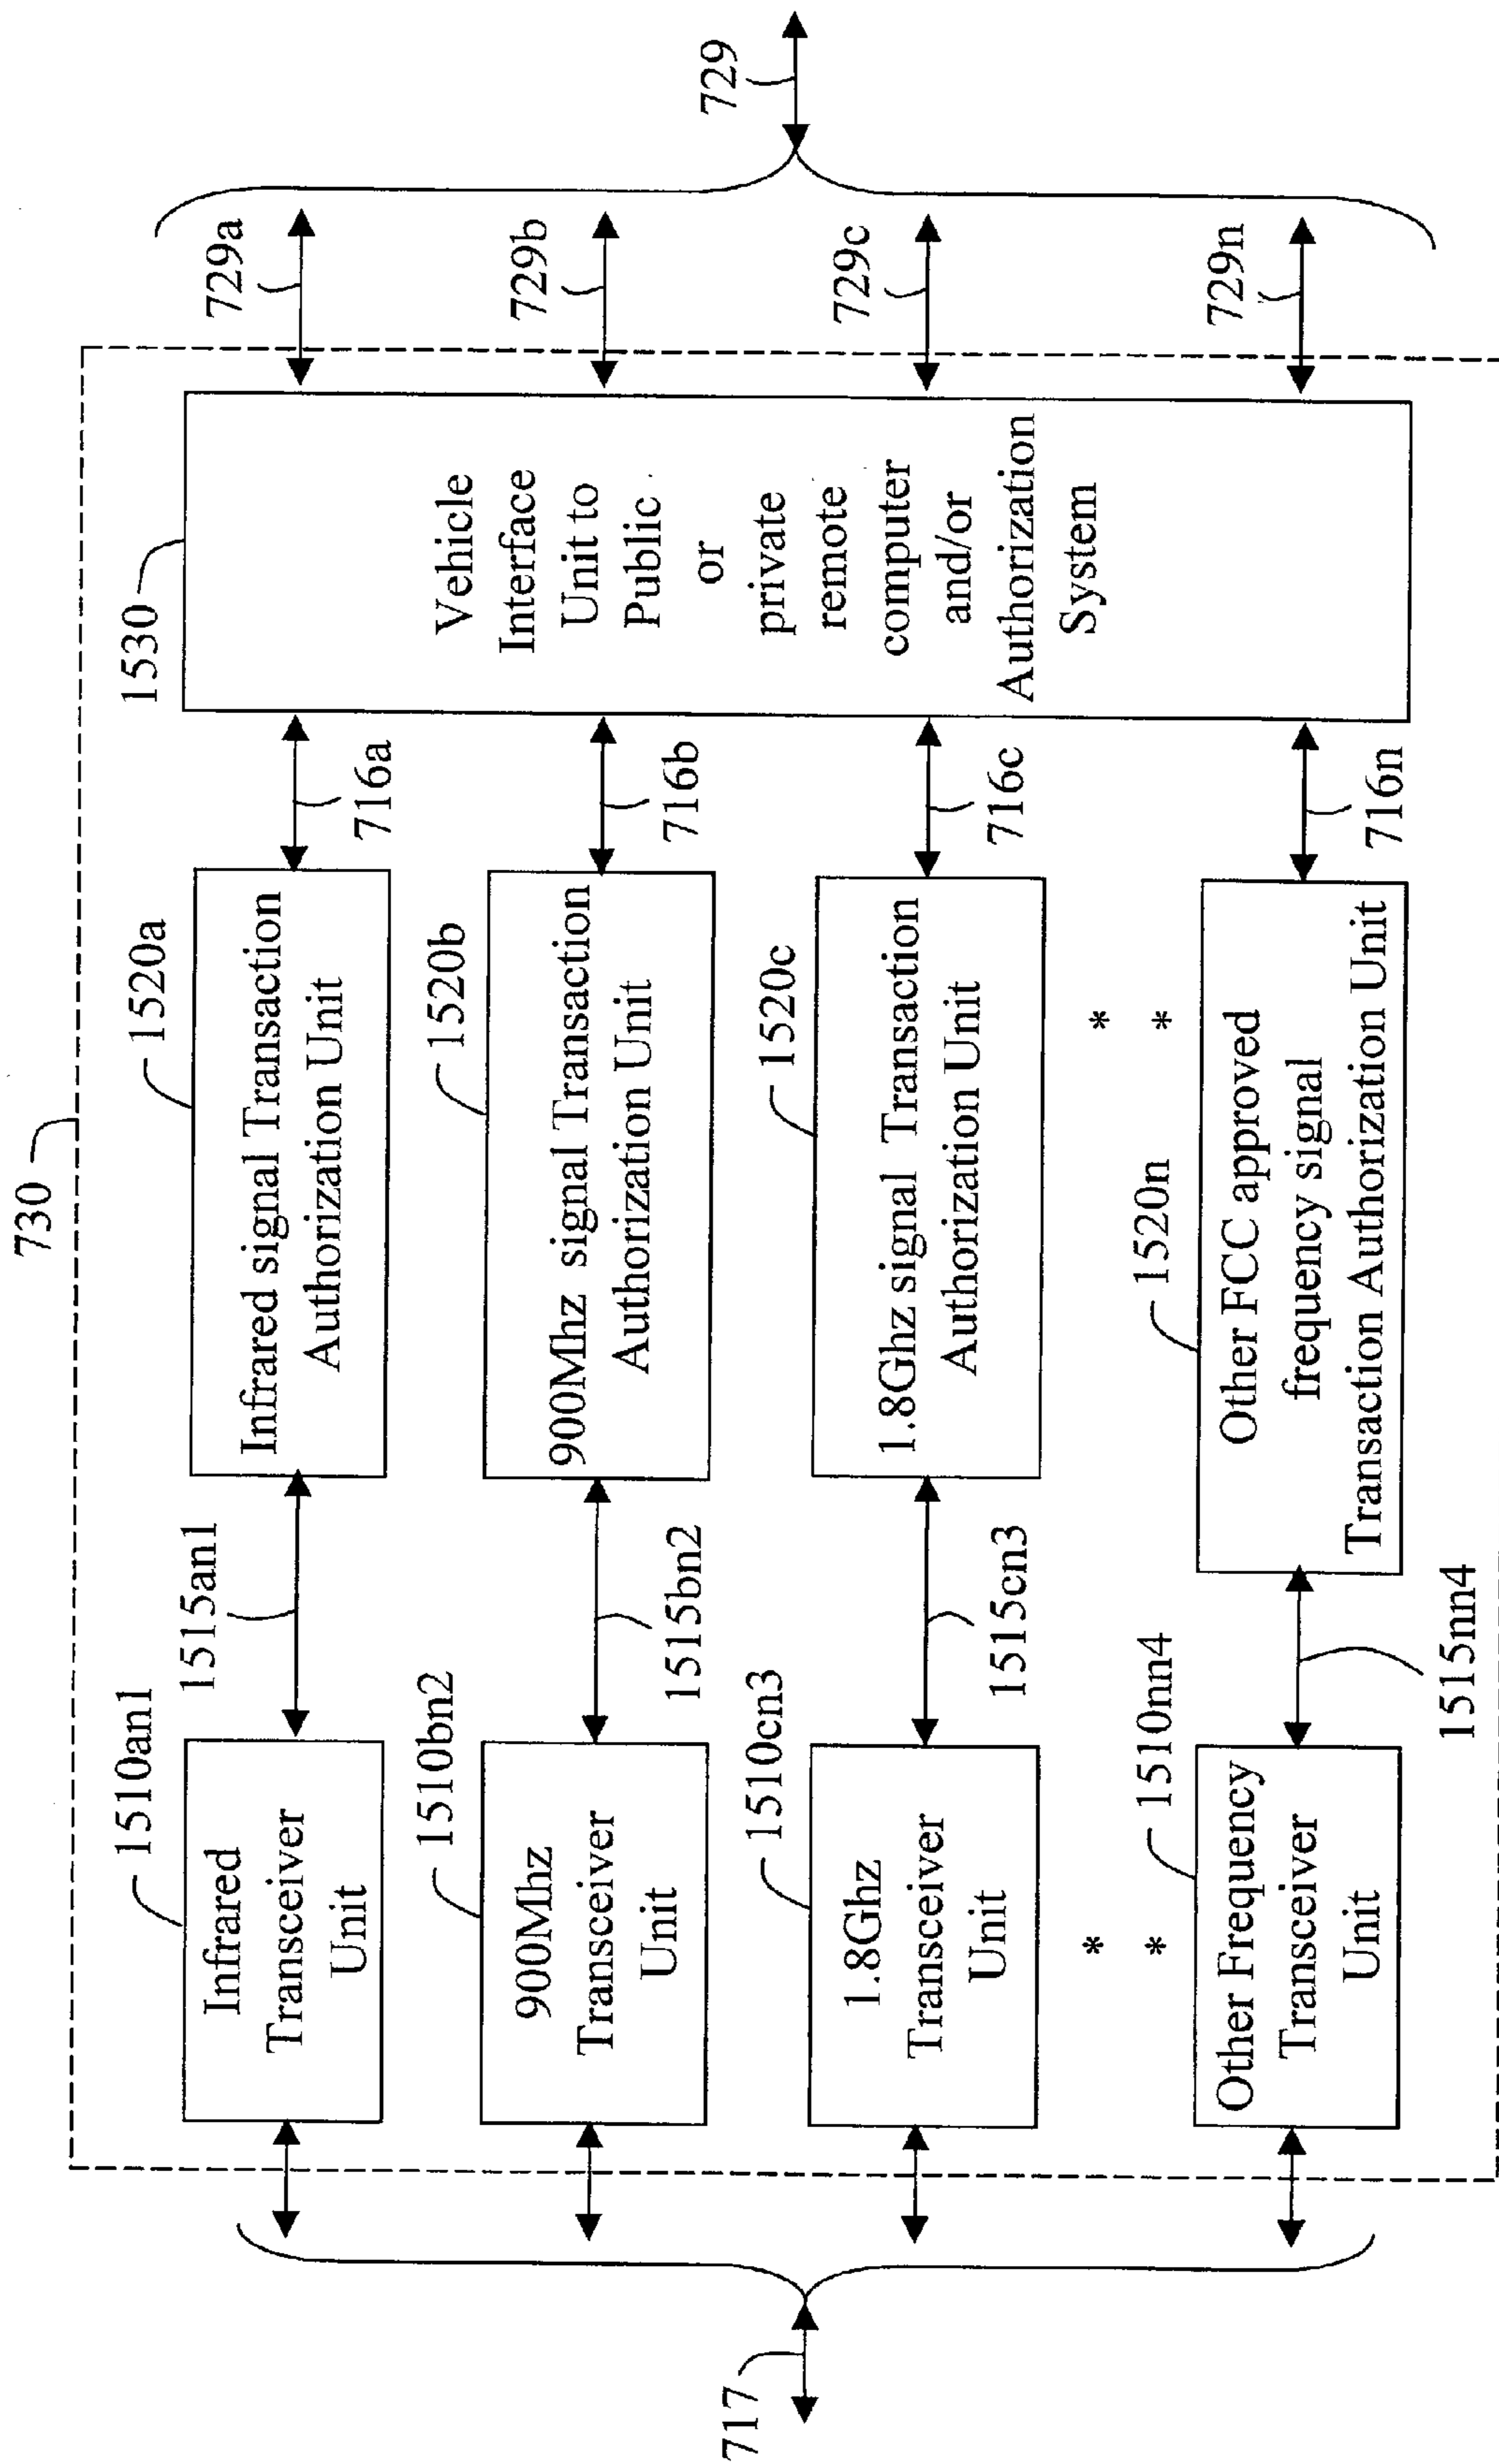 730
1510an1
Infrared
Transceiver
Unit
1515an1
1520a
Infrared signal Transaction
Authorization Unit
716a
729a
1510bn2
900Mhz
Transceiver
Unit
1515bn2
1520b
900Mhz signal Transaction
Authorization Unit
716b
729b
1510cn3
1.8Ghz
Transceiver
Unit
1515cn3
1520c
1.8Ghz signal Transaction
Authorization Unit
716c
729c
* *
* *
1510nn4
Other Frequency
Transceiver
Unit
1515nn4
1520n
Other FCC approved
frequency signal
Transaction Authorization Unit
716n
729n
1530
Vehicle
Interface
Unit to
Public
or
private
remote
computer
and/or
Authorization
System
717
729